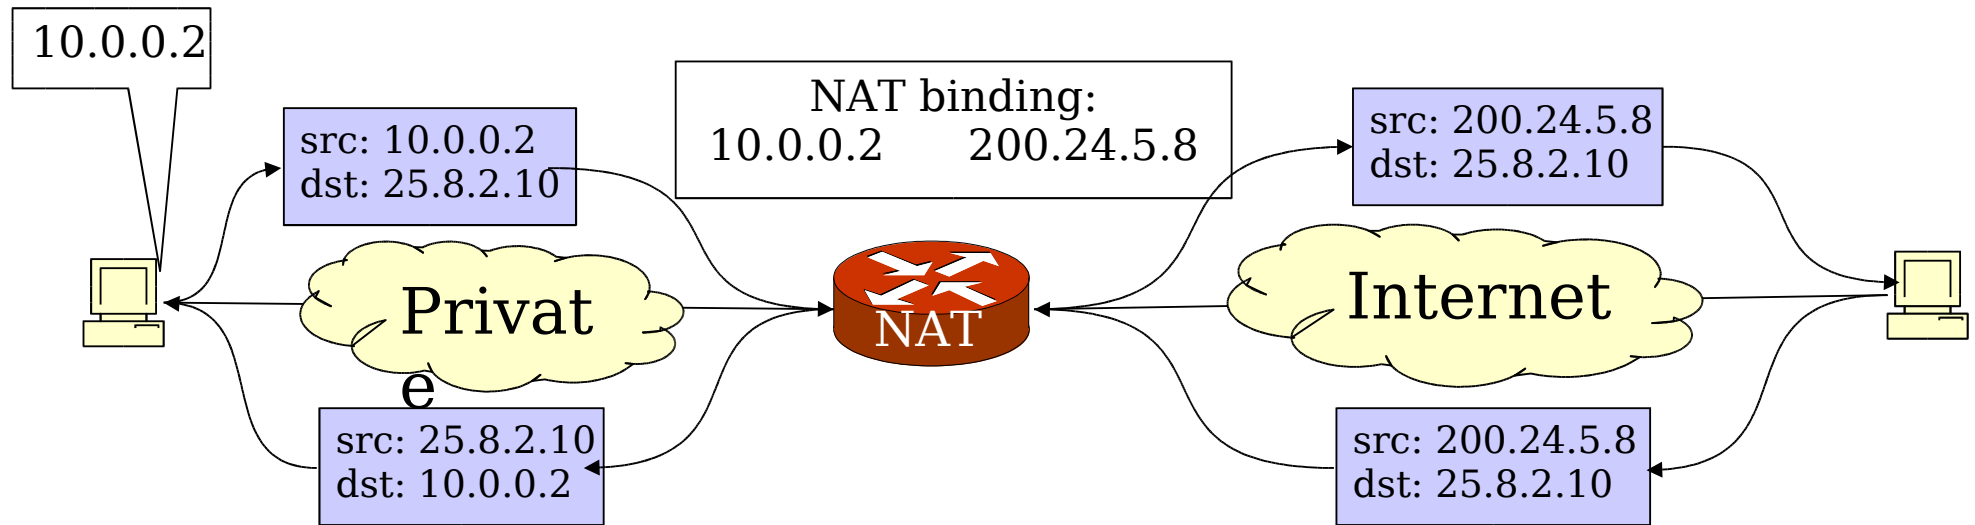 10.0.0.2
NAT binding:
10.0.0.2 200.24.5.8
src: 10.0.0.2
dst: 25.8.2.10
src: 200.24.5.8
dst: 25.8.2.10
Privat
e
NAT
Internet
src: 25.8.2.10
dst: 10.0.0.2
src: 200.24.5.8
dst: 25.8.2.10